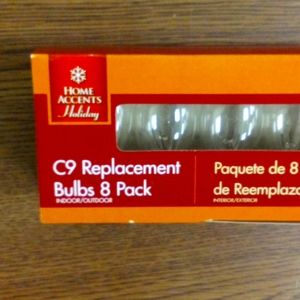 HOME
ACCENTS
Holiday
C9 Replacement
Bulbs 8 Pack
INDOOR/OUTDOOR
Paquete de 8
de Reemplazo
INTERIOR/EXTERIOR